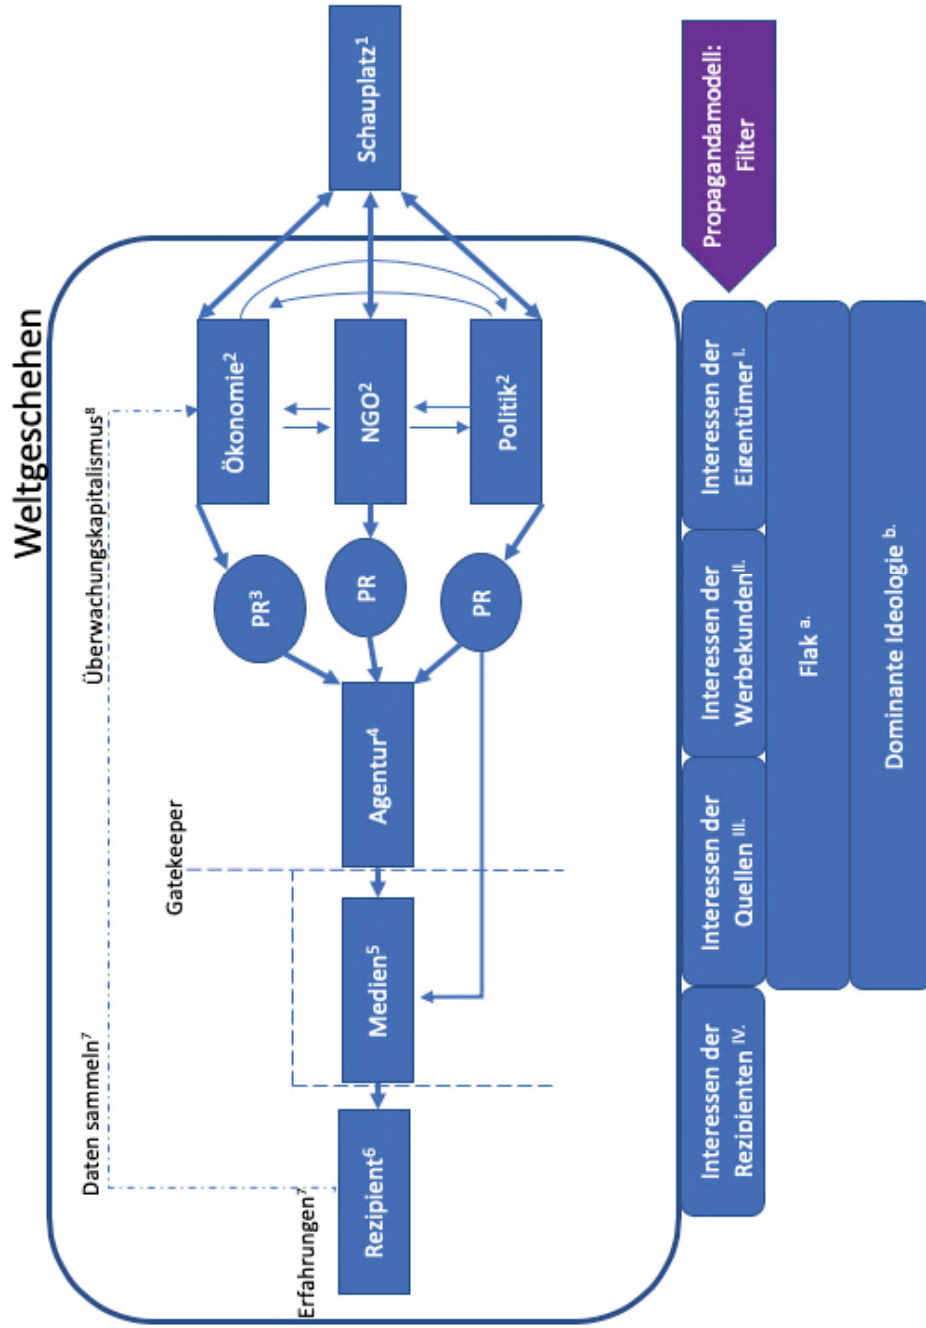 Weltgeschehen
Daten sammeln⁷
Überwachungskapitalismus⁸
Erfahrungen⁷
Gatekeeper
Rezipient⁶
Medien⁵
Agentur⁴
PR³
PR
PR
Ökonomie²
NGO²
Politik²
Schauplatz¹
Interessen der
Rezipienten IV.
Interessen der
Quellen III.
Interessen der
Werbekunden II.
Interessen der
Eigentümer I.
Propagandamodell:
Filter
Flak a.
Dominante Ideologie b.